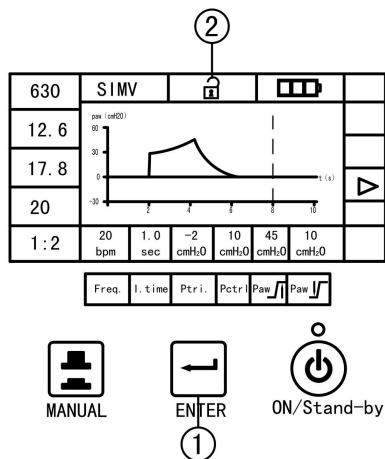 ②
630 SIMV
12.6
17.8
20
1:2
paw (cmH2O)
60
30
0
-30
2 4 6 8 10
t(s)
20 1.0 -2 10 45 10
bpm sec cmH₂O cmH₂O cmH₂O cmH₂O
Freq. I.time Ptri. Pctrl Paw Paw
MANUAL ENTER ON/Stand-by
①